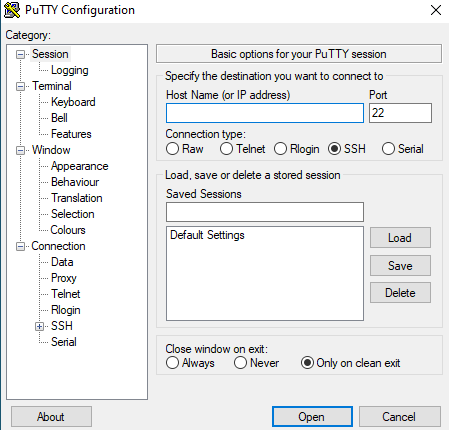 PuTTY Configuration
Category:
Session
Logging
Terminal
Keyboard
Bell
Features
Window
Appearance
Behaviour
Translation
Selection
Colours
Connection
Data
Proxy
Telnet
Rlogin
SSH
Serial
Basic options for your PuTTY session
Specify the destination you want to connect to
Host Name (or IP address) Port
22
Connection type:
Raw Telnet Rlogin SSH Serial
Load, save or delete a stored session
Saved Sessions
Default Settings
Load
Save
Delete
Close window on exit:
Always Never Only on clean exit
About Open Cancel